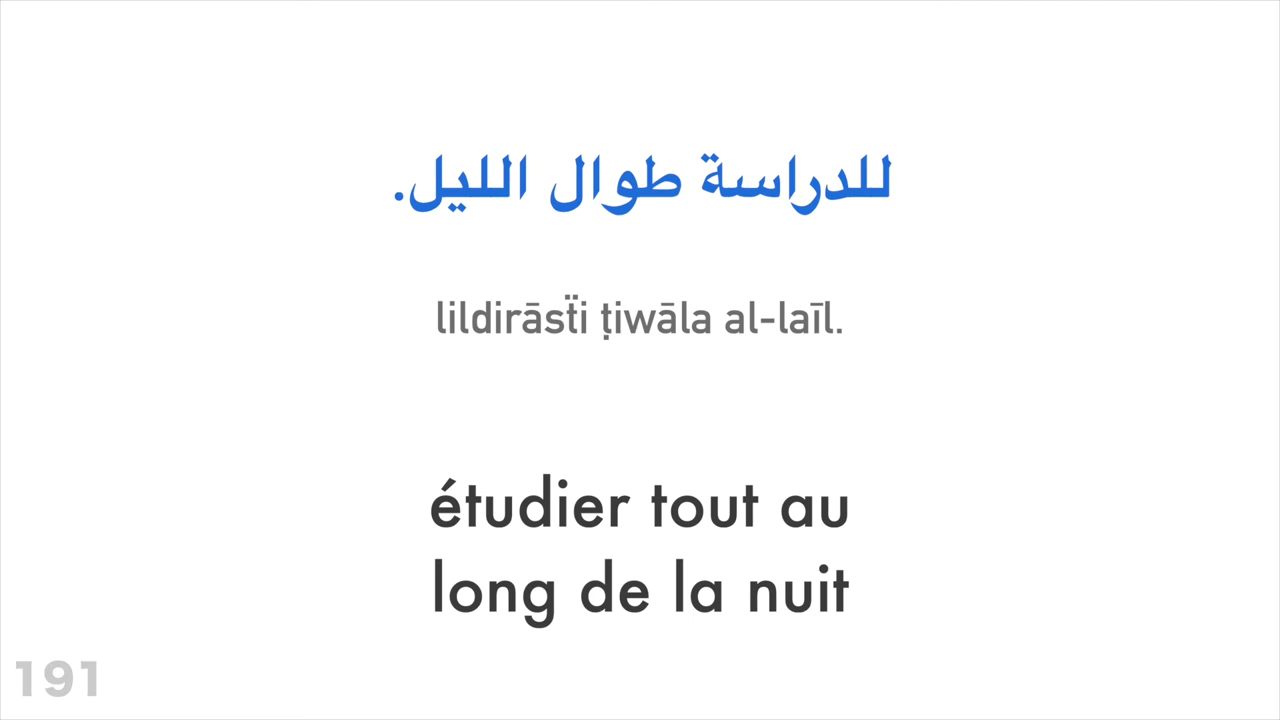 للدراسة طوال الليل.
lildirāsẗi ṭiwāla al-laīl.
étudier tout au
long de la nuit
191